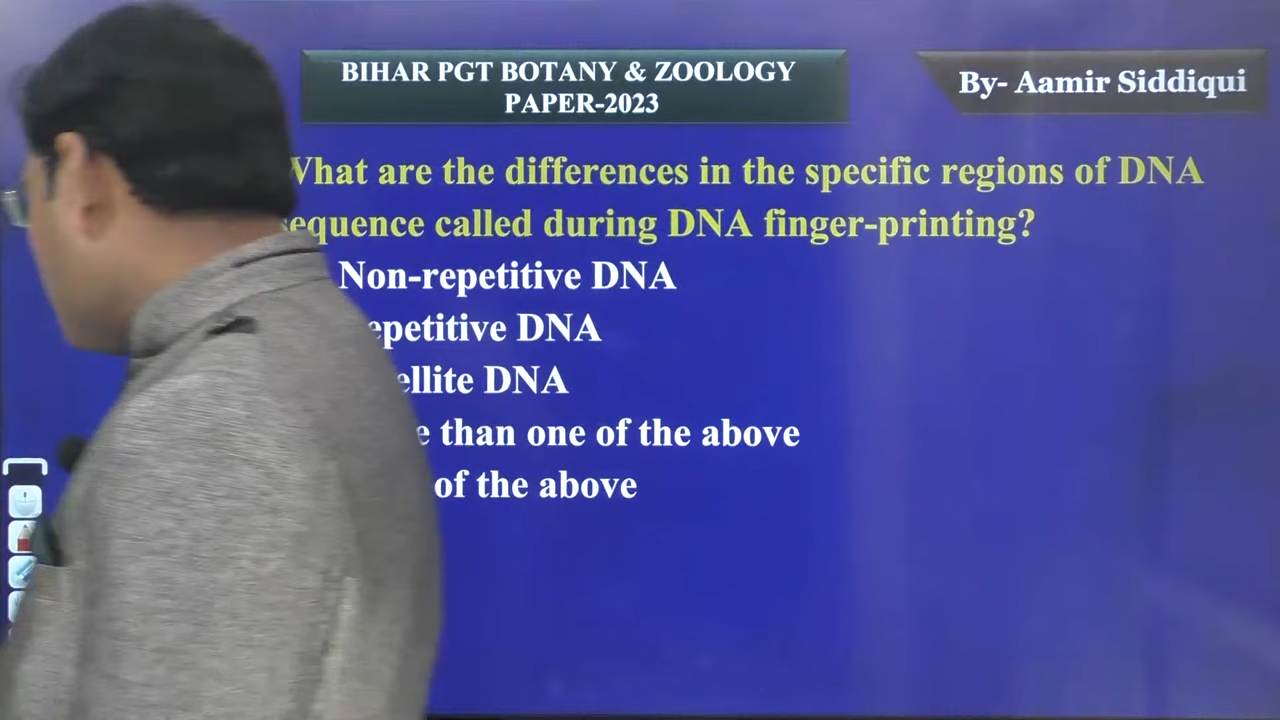 BIHAR PGT BOTANY & ZOOLOGY
PAPER-2023
By- Aamir Siddiqui
What are the differences in the specific regions of DNA
sequence called during DNA finger-printing?
Non-repetitive DNA
epetitive DNA
ellite DNA
e than one of the above
of the above